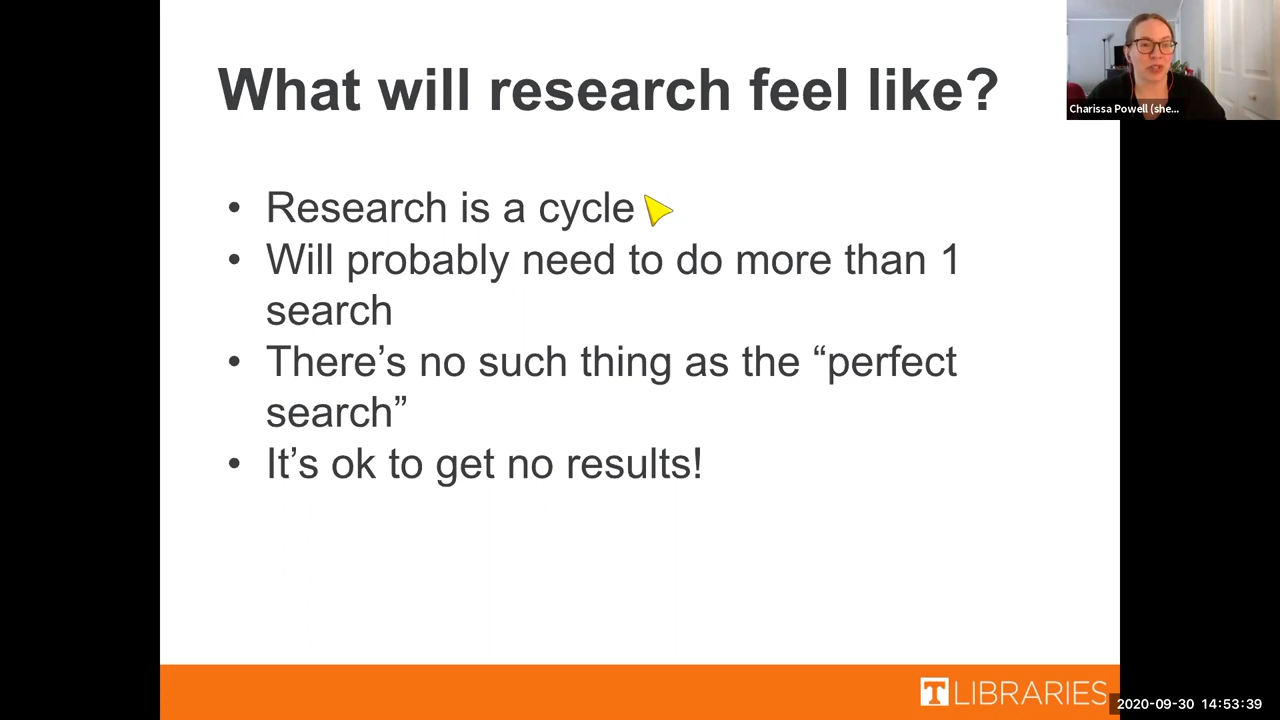 What will research feel like?
Charissa Powell (she...
• Research is a cycle
• Will probably need to do more than 1
search
• There’s no such thing as the “perfect
search”
• It’s ok to get no results!
T LIBRARIES
2020-09-30 14:53:39